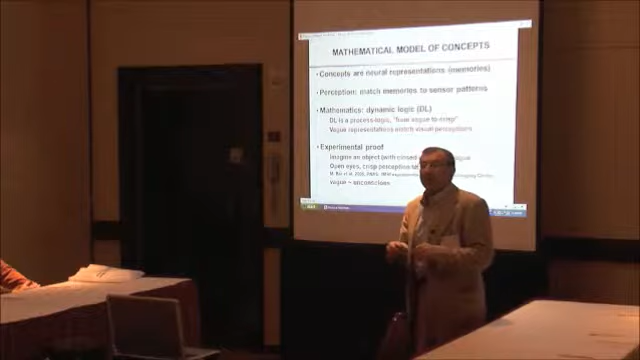 MATHEMATICAL MODEL OF CONCEPTS
• Concepts are neural representations (memories)
• Perception: match memories to sensor patterns
• Mathematics: dynamic logic (DL)
DL is a process-logic, "from vague to crisp"
Vague representations match visual perceptions
• Experimental proof
Imagine an object (with closed
Open eyes, crisp perception
vague ~ unconscious